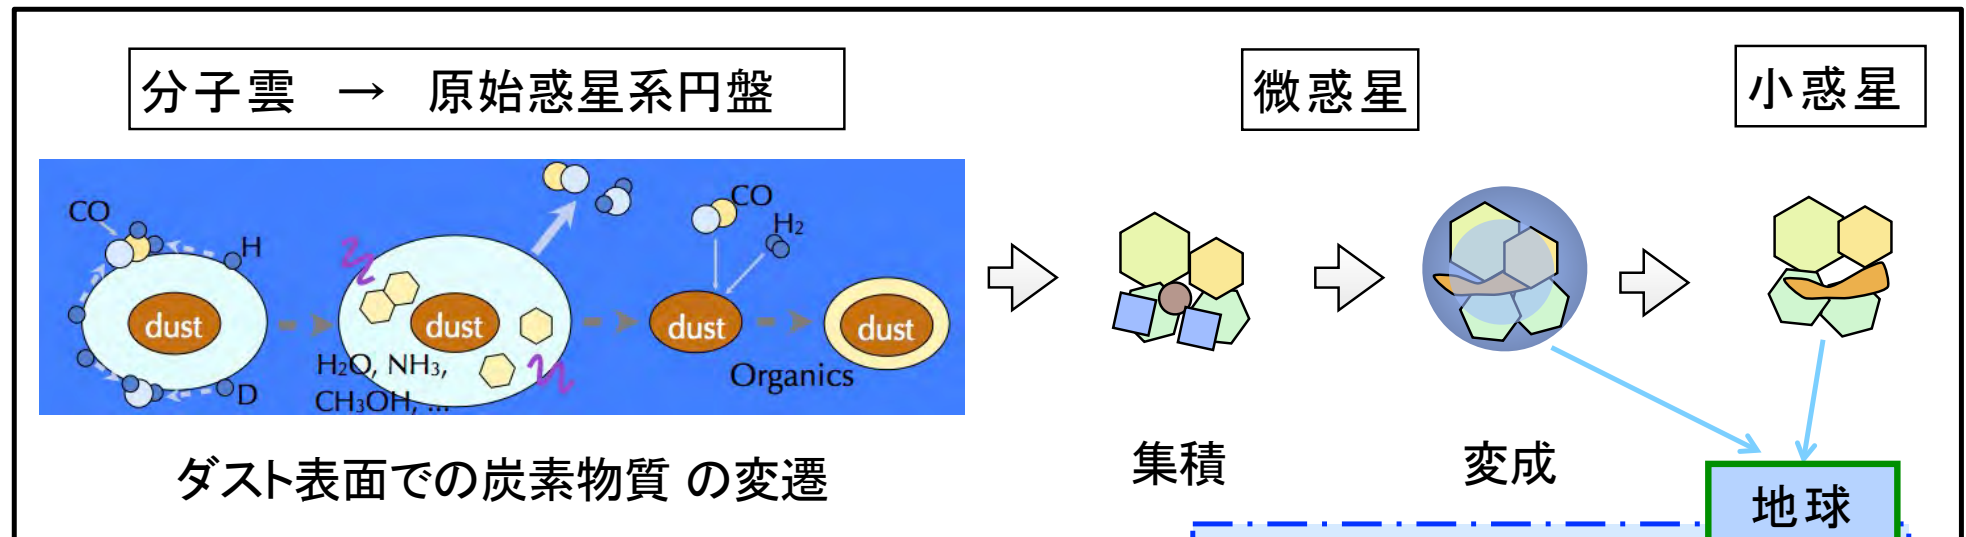 分子雲 → 原始惑星系円盤
微惑星
小惑星
CO
H
D
dust
dust
H2O, NH3,
CH3OH, ...
CO
H2
dust
Organics
dust
ダスト表面での炭素物質 の変遷
集積
変成
地球